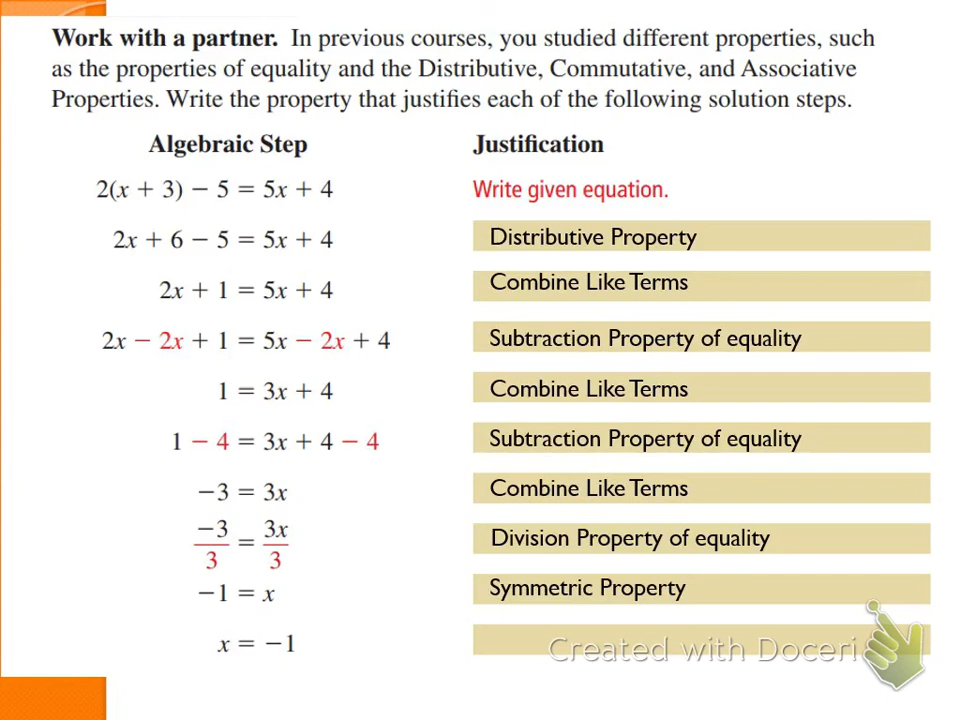 Work with a partner. In previous courses, you studied different properties, such
as the properties of equality and the Distributive, Commutative, and Associative
Properties. Write the property that justifies each of the following solution steps.
Algebraic Step Justification
2(x + 3) − 5 = 5x + 4 Write given equation.
2x + 6 − 5 = 5x + 4 Distributive Property
2x + 1 = 5x + 4 Combine Like Terms
2x − 2x + 1 = 5x − 2x + 4 Subtraction Property of equality
1 = 3x + 4 Combine Like Terms
1 − 4 = 3x + 4 − 4 Subtraction Property of equality
−3 = 3x Combine Like Terms
−3/3 = 3x/3 Division Property of equality
−1 = x Symmetric Property
x = −1
Created with Doceri